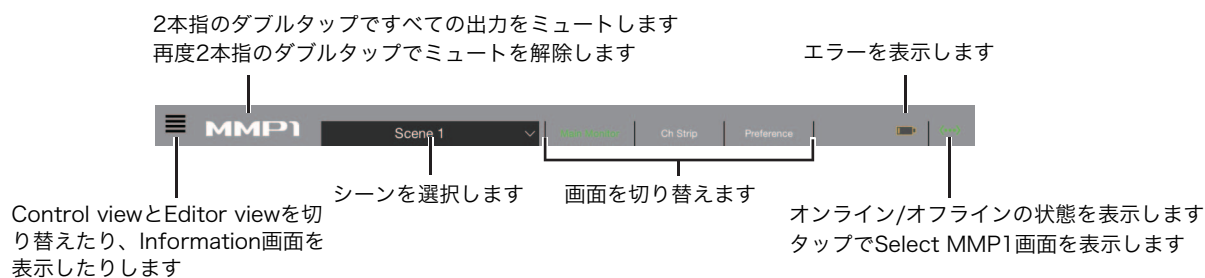 2本指のダブルタップですべての出力をミュートします
再度2本指のダブルタップでミュートを解除します
エラーを表示します
MMP1
Scene 1
Ch Strip
Preference
シーンを選択します
画面を切り替えます
Control viewとEditor viewを切
り替えたり、Information画面を
表示したりします
オンライン/オフラインの状態を表示します
タップでSelect MMP1画面を表示します